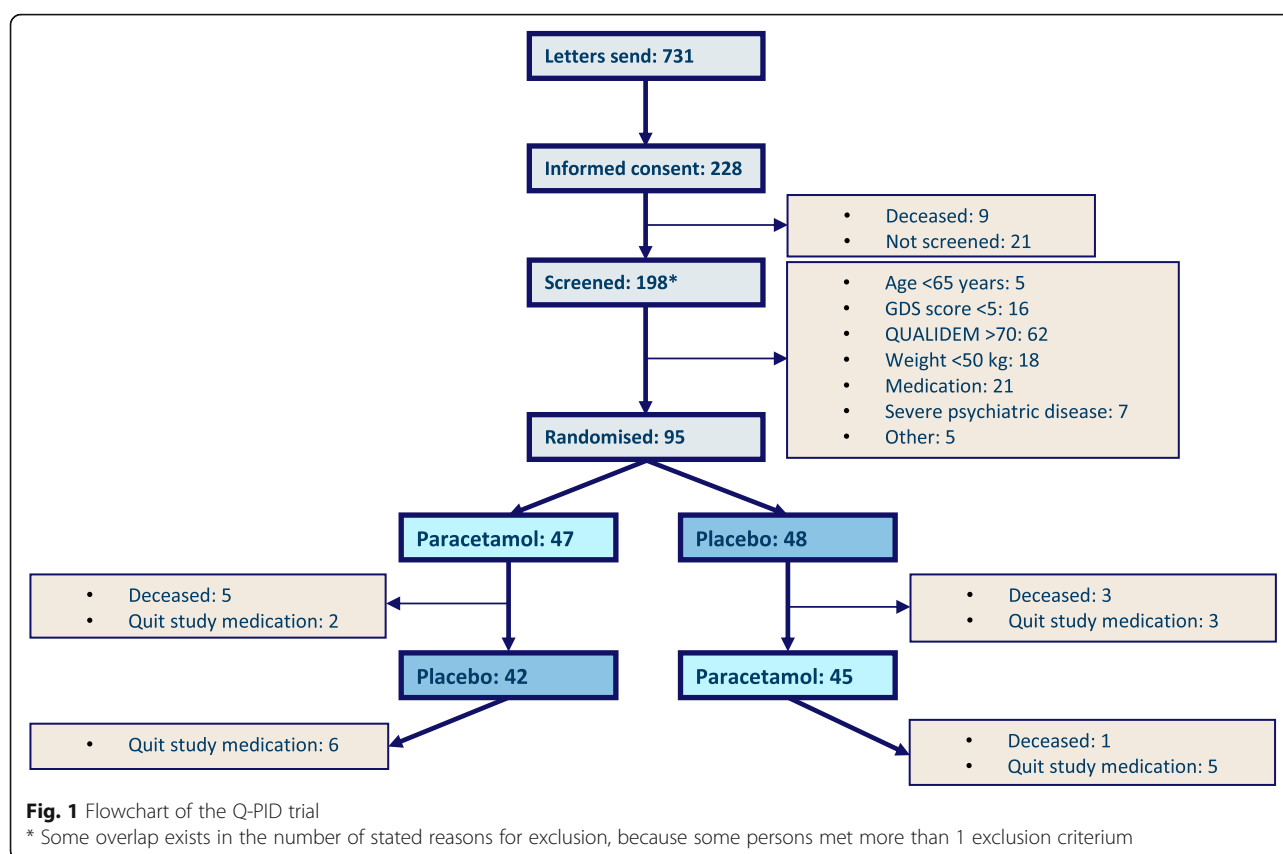 Letters send: 731
Informed consent: 228
• Deceased: 9
• Not screened: 21
Screened: 198*
• Age <65 years: 5
• GDS score <5: 16
• QUALIDEM >70: 62
• Weight <50 kg: 18
• Medication: 21
• Severe psychiatric disease: 7
• Other: 5
Randomised: 95
Paracetamol: 47
Placebo: 48
• Deceased: 5
• Quit study medication: 2
• Deceased: 3
• Quit study medication: 3
Placebo: 42
Paracetamol: 45
• Quit study medication: 6
• Deceased: 1
• Quit study medication: 5
Fig. 1 Flowchart of the Q-PID trial
* Some overlap exists in the number of stated reasons for exclusion, because some persons met more than 1 exclusion criterium